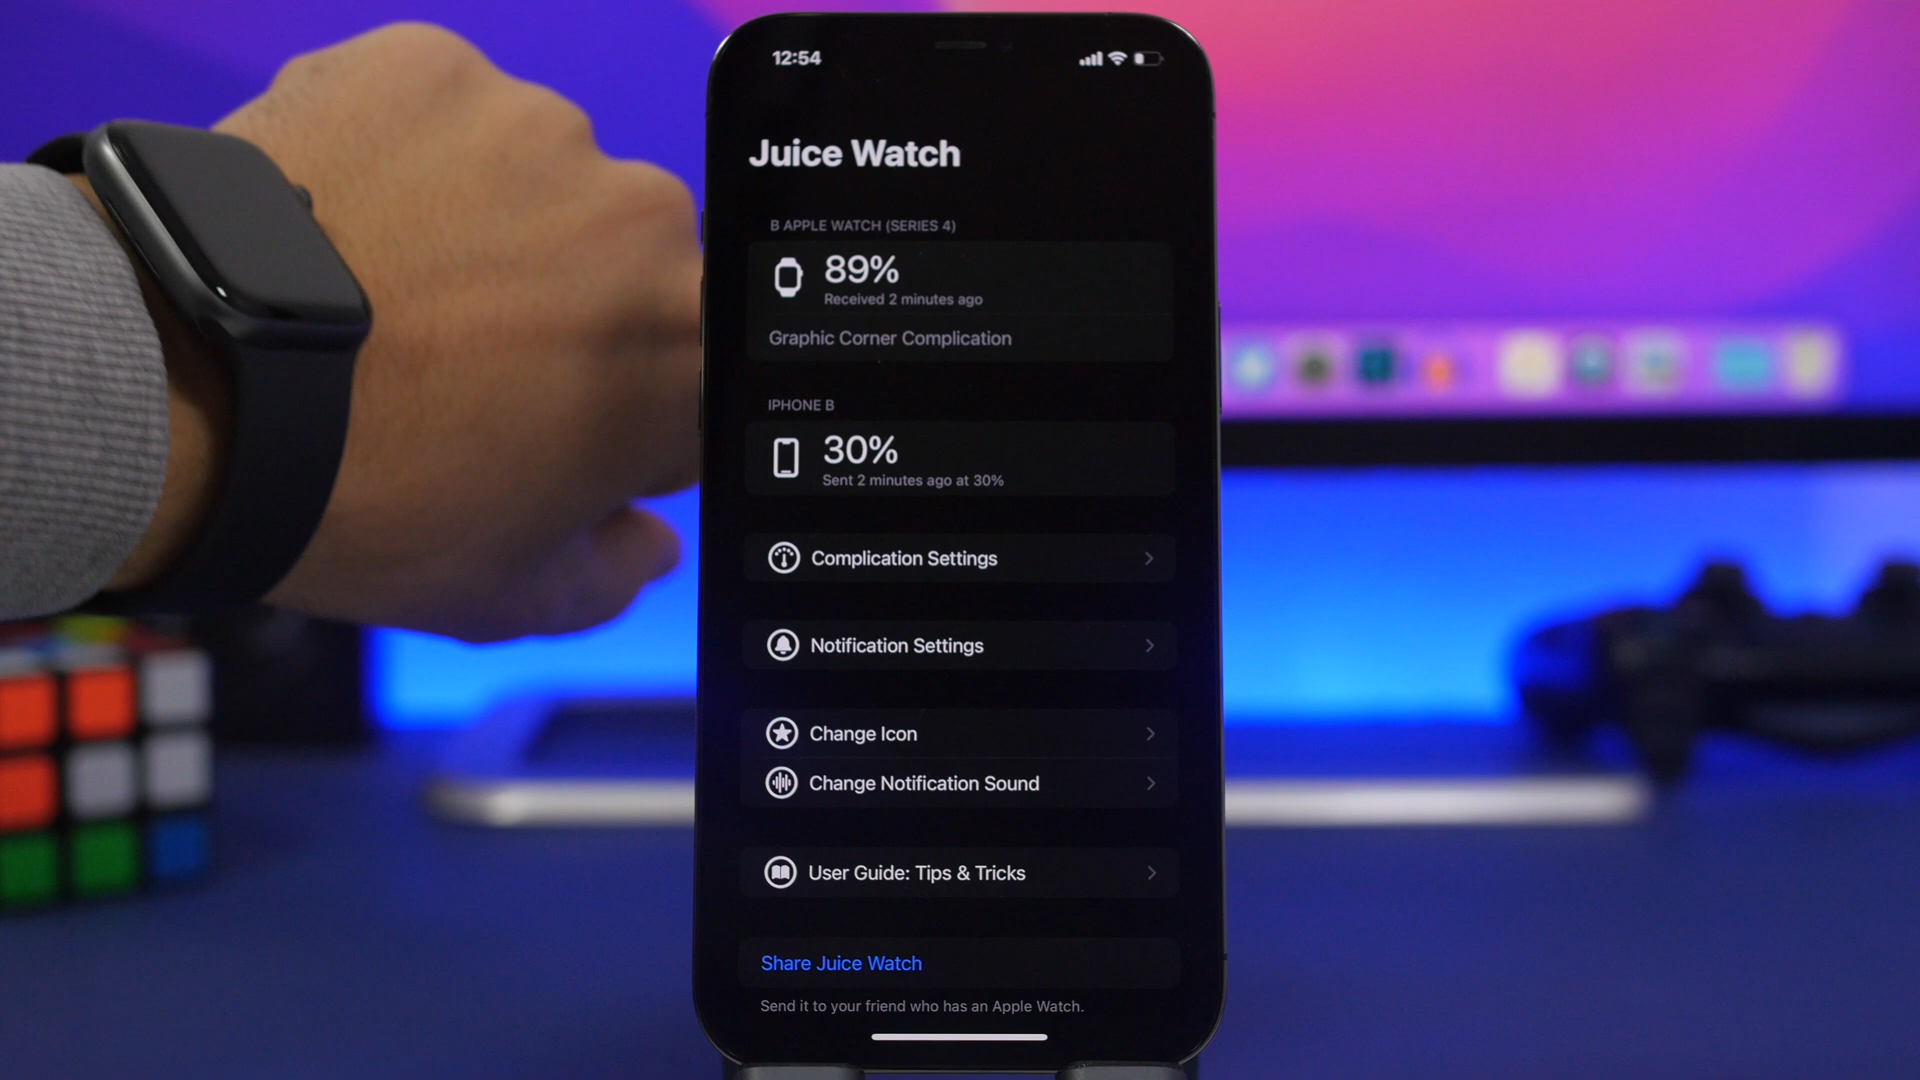 12:54
Juice Watch
B APPLE WATCH (SERIES 4)
89%
Received 2 minutes ago
Graphic Corner Complication
IPHONE B
30%
Sent 2 minutes ago at 30%
Complication Settings
Notification Settings
Change Icon
Change Notification Sound
User Guide: Tips & Tricks
Share Juice Watch
Send it to your friend who has an Apple Watch.